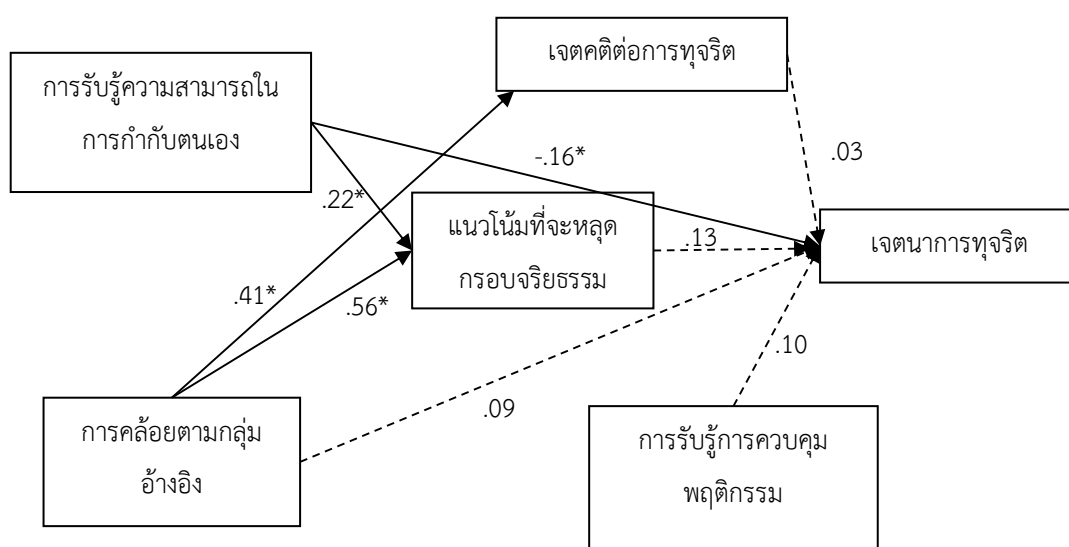 เจตคติต่อการทุจริต
การรับรู้ความสามารถใน
การกำกับตนเอง
-.16*
.03
.22*
แนวโน้มที่จะหลุด
กรอบจริยธรรม
.13
เจตนาการทุจริต
.41*
.56*
.10
.09
การคล้อยตามกลุ่ม
อ้างอิง
การรับรู้การควบคุม
พฤติกรรม